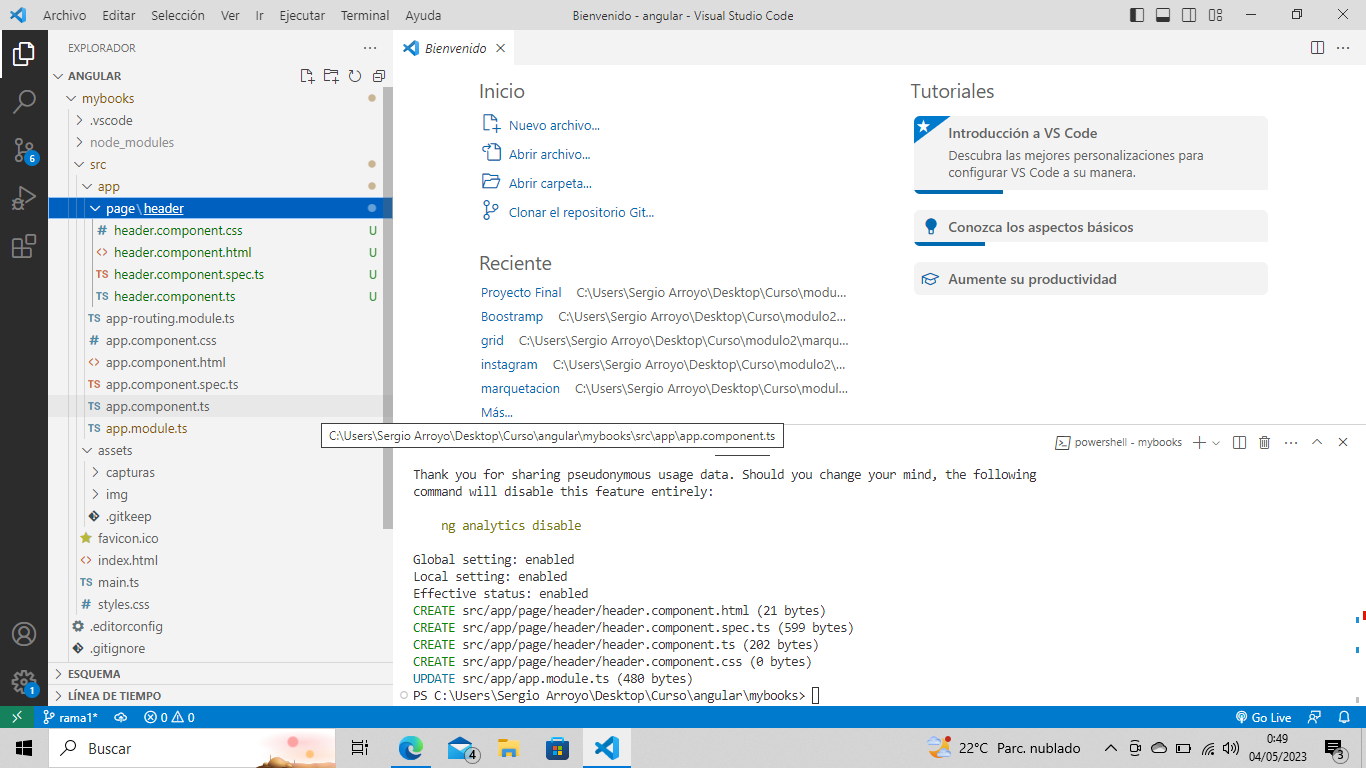 Archivo Editar Selección Ver Ir Ejecutar Terminal Ayuda
Bienvenido - angular - Visual Studio Code
EXPLORADOR
ANGULAR
mybooks
.vscode
node_modules
src
app
page\header
# header.component.css U
<> header.component.html U
TS header.component.spec.ts U
TS header.component.ts U
TS app-routing.module.ts
# app.component.css
<> app.component.html
TS app.component.spec.ts
TS app.component.ts
TS app.module.ts
assets
capturas
img
.gitkeep
favicon.ico
<> index.html
TS main.ts
# styles.css
.editorconfig
.gitignore
ESQUEMA
LÍNEA DE TIEMPO
6
1
Bienvenido
Inicio
Nuevo archivo...
Abrir archivo...
Abrir carpeta...
Clonar el repositorio Git...
Reciente
Proyecto Final C:\Users\Sergio Arroyo\Desktop\Curso\modu...
Boostramp C:\Users\Sergio Arroyo\Desktop\Curso\modulo2...
grid C:\Users\Sergio Arroyo\Desktop\Curso\modulo2\marqu...
instagram C:\Users\Sergio Arroyo\Desktop\Curso\modulo2\...
marquetacion C:\Users\Sergio Arroyo\Desktop\Curso\modul...
Más...
Tutoriales
Introducción a VS Code
Descubra las mejores personalizaciones para
configurar VS Code a su manera.
Conozca los aspectos básicos
Aumente su productividad
C:\Users\Sergio Arroyo\Desktop\Curso\angular\mybooks\src\app\app.component.ts
powershell - mybooks
Thank you for sharing pseudonymous usage data. Should you change your mind, the following
command will disable this feature entirely:
ng analytics disable
Global setting: enabled
Local setting: enabled
Effective status: enabled
CREATE src/app/page/header/header.component.html (21 bytes)
CREATE src/app/page/header/header.component.spec.ts (599 bytes)
CREATE src/app/page/header/header.component.ts (202 bytes)
CREATE src/app/page/header/header.component.css (0 bytes)
UPDATE src/app/app.module.ts (480 bytes)
PS C:\Users\Sergio Arroyo\Desktop\Curso\angular\mybooks>
rama1* 0 0
Go Live
Buscar
4
22°C Parc. nublado
0:49
04/05/2023
3